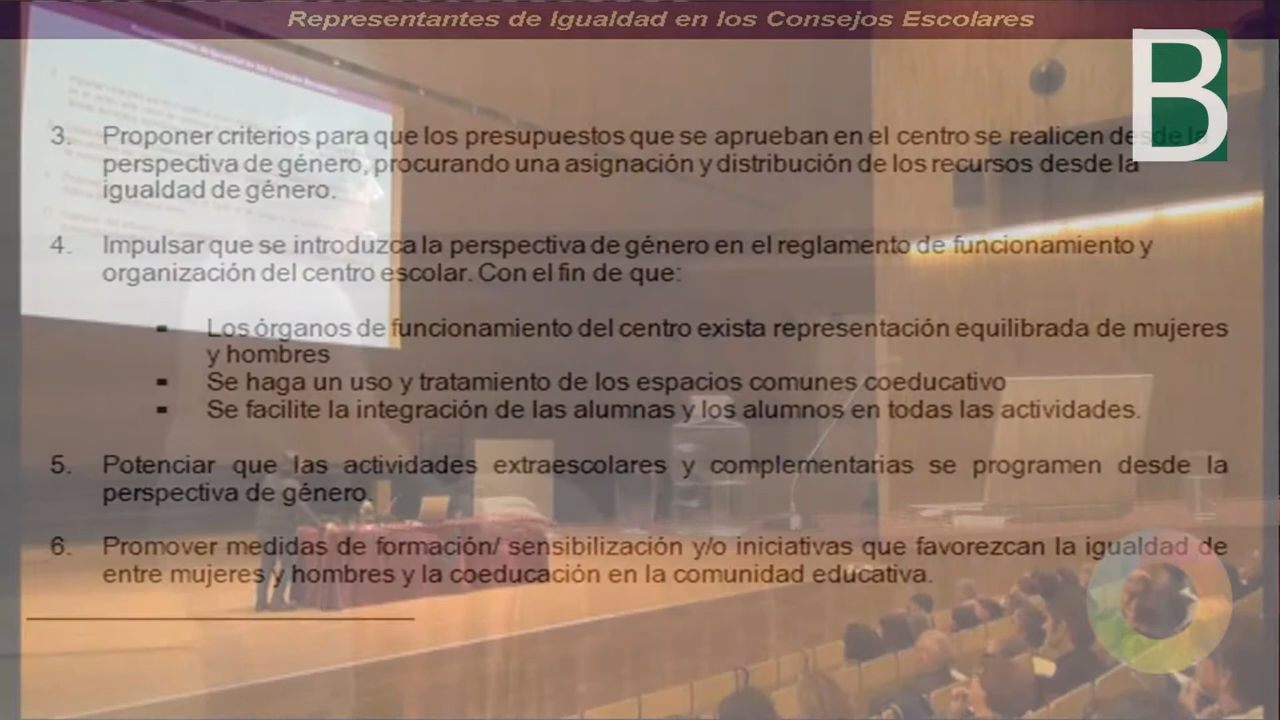 Representantes de Igualdad en los Consejos Escolares
B
3. Proponer criterios para que los presupuestos que se aprueban en el centro se realicen desde la
perspectiva de género, procurando una asignación y distribución de los recursos desde la
igualdad de género.
4. Impulsar que se introduzca la perspectiva de género en el reglamento de funcionamiento y
organización del centro escolar. Con el fin de que:
▪ Los órganos de funcionamiento del centro exista representación equilibrada de mujeres
y hombres
▪ Se haga un uso y tratamiento de los espacios comunes coeducativo
▪ Se facilite la integración de las alumnas y los alumnos en todas las actividades.
5. Potenciar que las actividades extraescolares y complementarias se programen desde la
perspectiva de género.
6. Promover medidas de formación/ sensibilización y/o iniciativas que favorezcan la igualdad de
entre mujeres y hombres y la coeducación en la comunidad educativa.